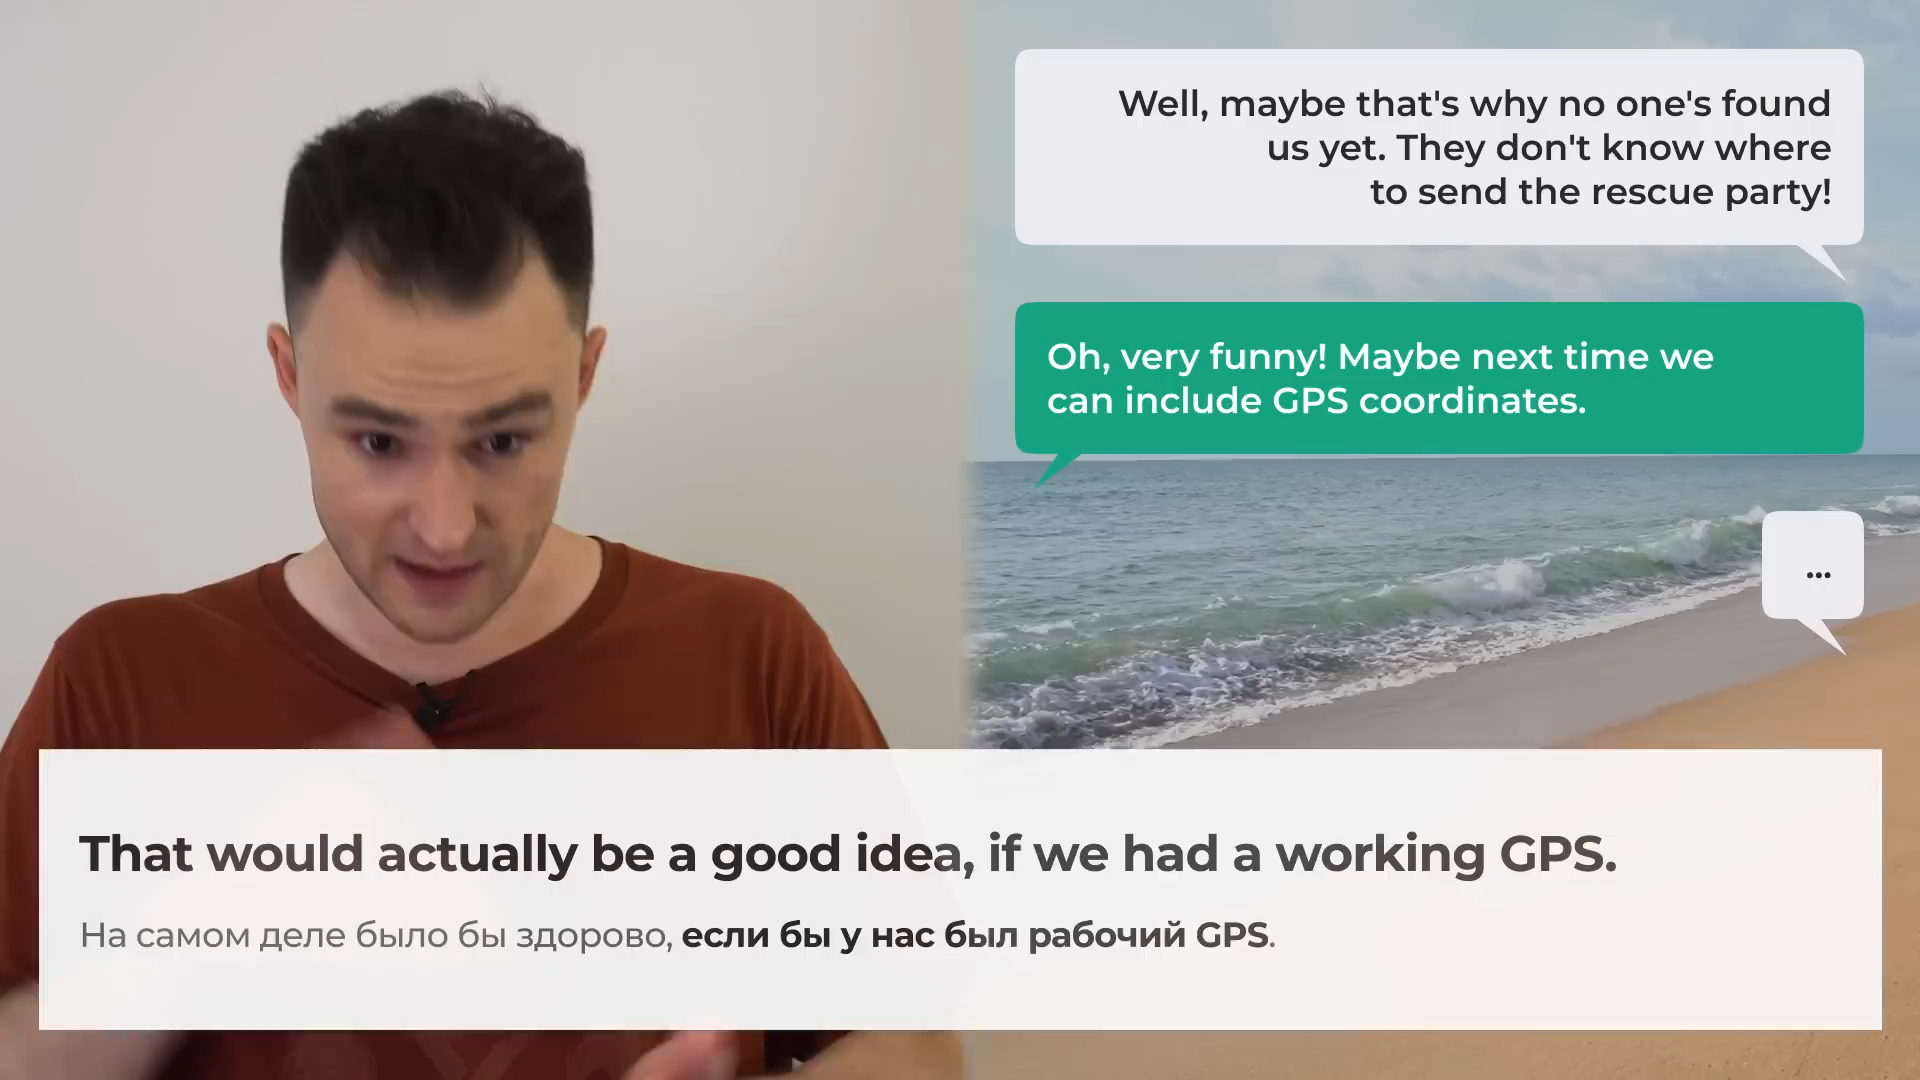 Well, maybe that's why no one's found
us yet. They don't know where
to send the rescue party!
Oh, very funny! Maybe next time we
can include GPS coordinates.
...
That would actually be a good idea, if we had a working GPS.
На самом деле было бы здорово, если бы у нас был рабочий GPS.